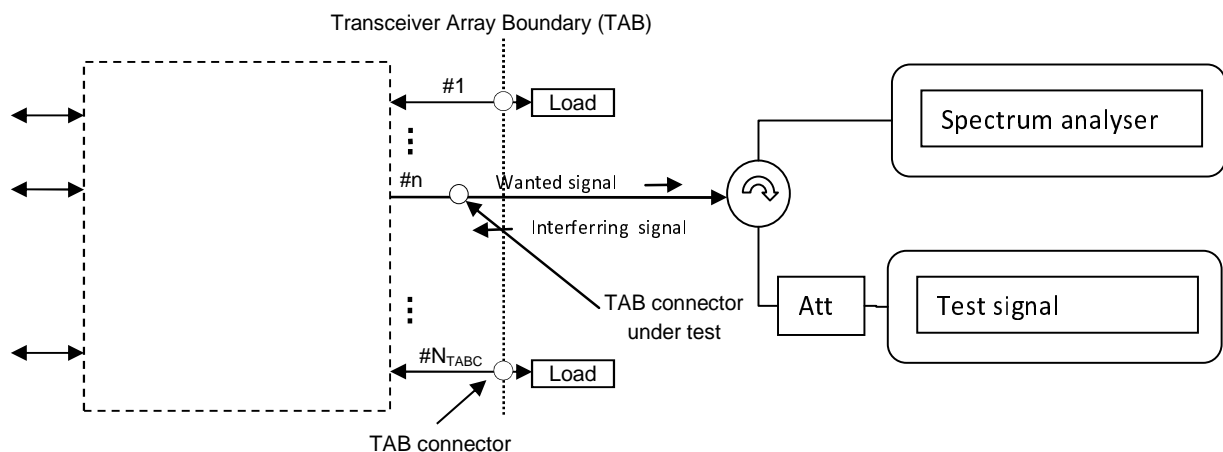 Transceiver Array Boundary (TAB)
#1
Load
Spectrum analyser
#n
Wanted signal
Interferring signal
TAB connector
under test
Att
Test signal
#NTABC
Load
TAB connector